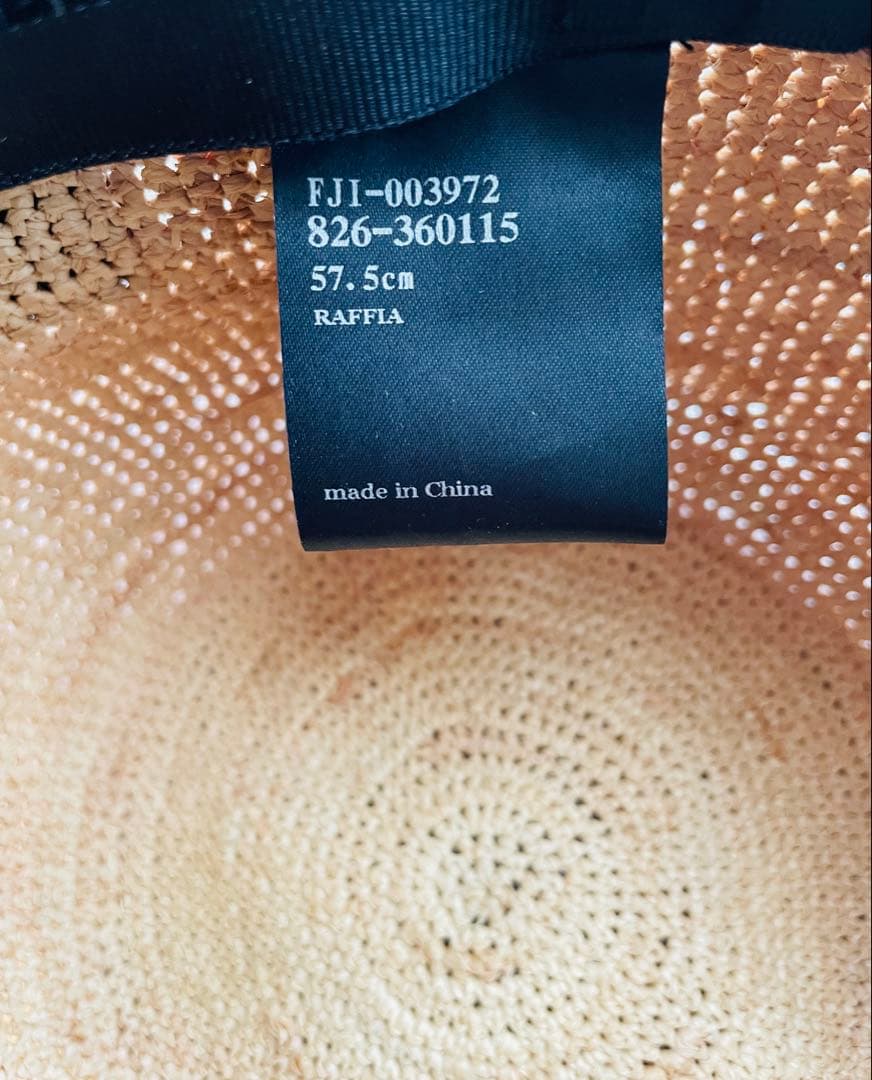 FJI-003972
826-360115
57.5cm
RAFFIA
made in China